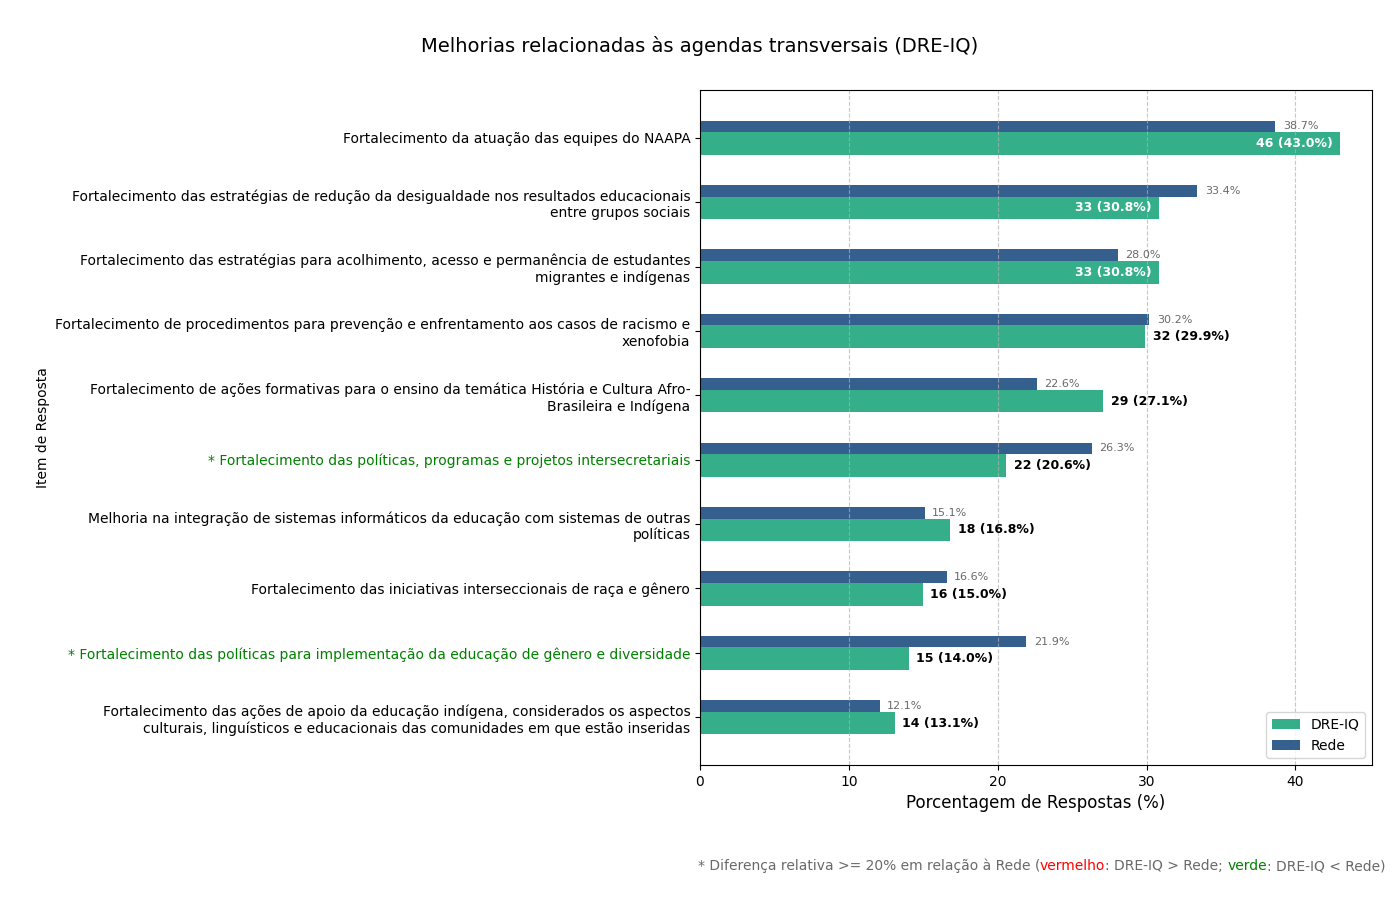 Melhorias relacionadas às agendas transversais (DRE-IQ)
Item de Resposta
Fortalecimento da atuação das equipes do NAAPA
38.7%
46 (43.0%)
Fortalecimento das estratégias de redução da desigualdade nos resultados educacionais
entre grupos sociais
33.4%
33 (30.8%)
Fortalecimento das estratégias para acolhimento, acesso e permanência de estudantes
migrantes e indígenas
28.0%
33 (30.8%)
Fortalecimento de procedimentos para prevenção e enfrentamento aos casos de racismo e
xenofobia
30.2%
32 (29.9%)
Fortalecimento de ações formativas para o ensino da temática História e Cultura Afro-
Brasileira e Indígena
22.6%
29 (27.1%)
* Fortalecimento das políticas, programas e projetos intersecretariais
26.3%
22 (20.6%)
Melhoria na integração de sistemas informáticos da educação com sistemas de outras
políticas
15.1%
18 (16.8%)
Fortalecimento das iniciativas interseccionais de raça e gênero
16.6%
16 (15.0%)
* Fortalecimento das políticas para implementação da educação de gênero e diversidade
21.9%
15 (14.0%)
Fortalecimento das ações de apoio da educação indígena, considerados os aspectos
culturais, linguísticos e educacionais das comunidades em que estão inseridas
12.1%
14 (13.1%)
DRE-IQ
Rede
0 10 20 30 40
Porcentagem de Respostas (%)
* Diferença relativa >= 20% em relação à Rede (vermelho: DRE-IQ > Rede; verde: DRE-IQ < Rede)